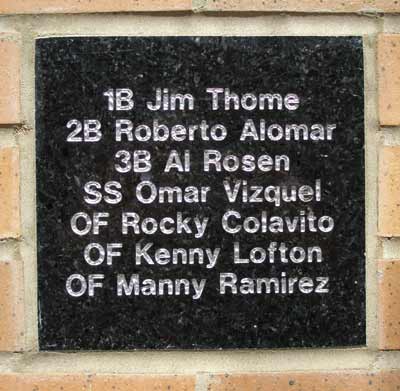 1B Jim Thome
2B Roberto Alomar
3B Al Rosen
SS Omar Vizquel
OF Rocky Colavito
OF Kenny Lofton
OF Manny Ramirez